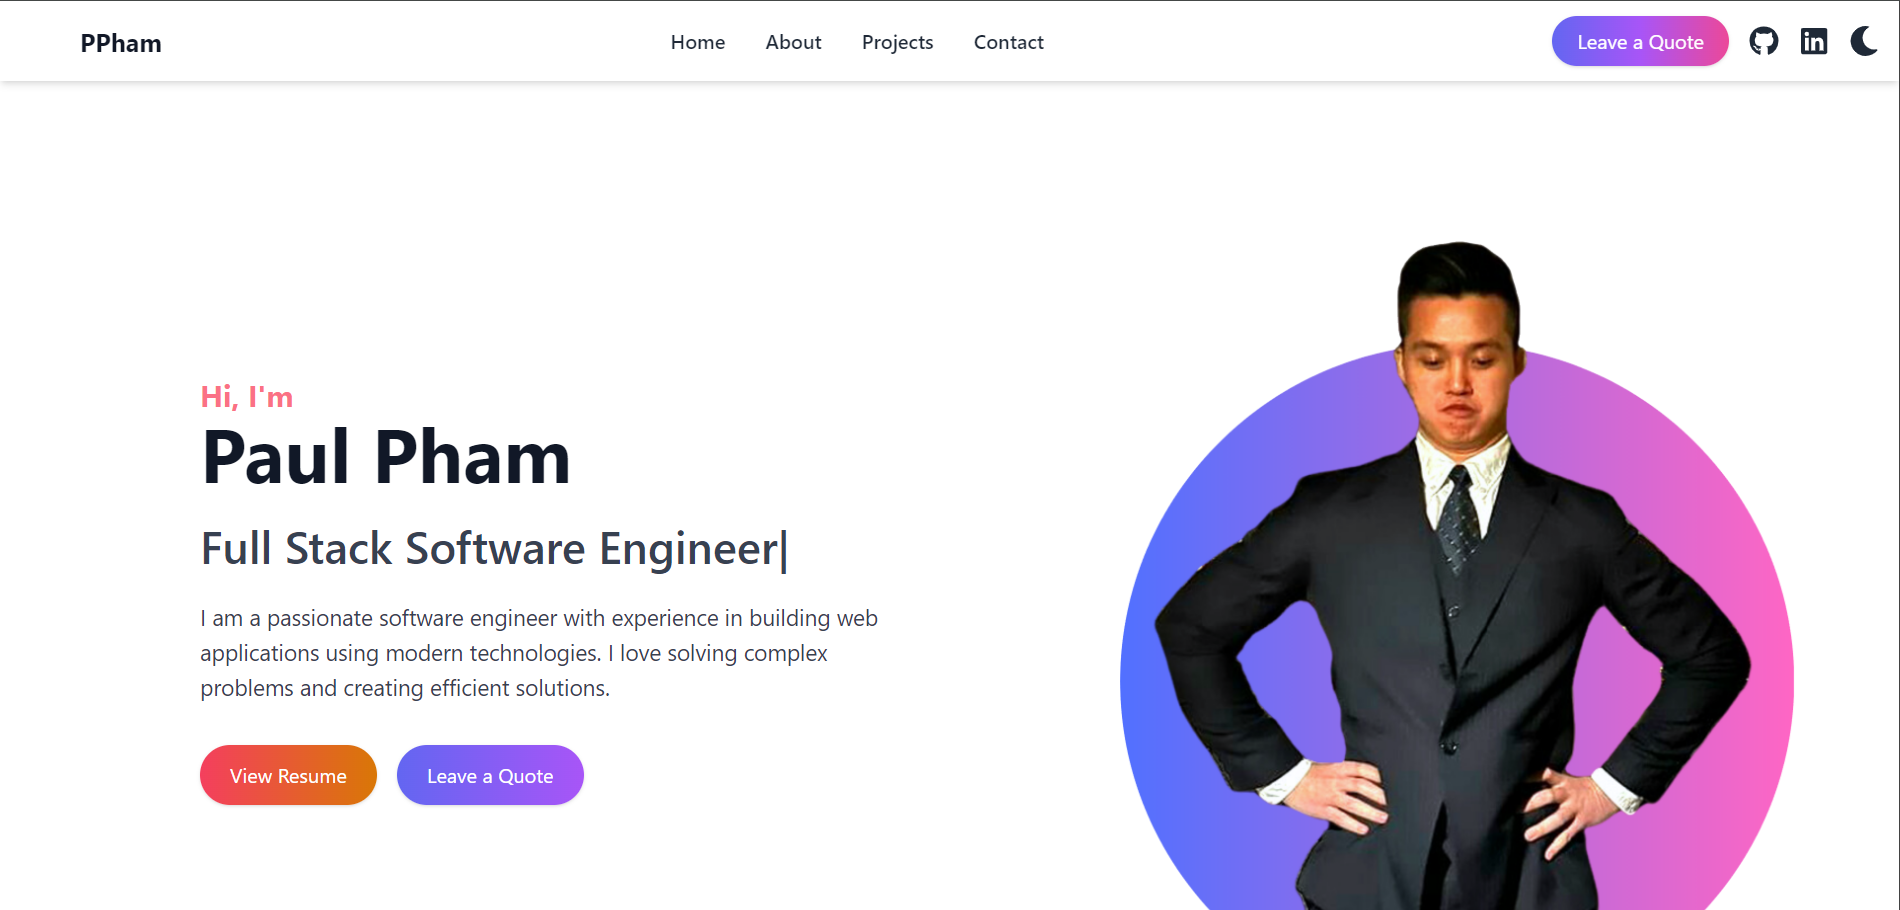 PPham
Home
About
Projects
Contact
Leave a Quote
Hi, I'm
Paul Pham
Full Stack Software Engineer|
I am a passionate software engineer with experience in building web
applications using modern technologies. I love solving complex
problems and creating efficient solutions.
View Resume
Leave a Quote